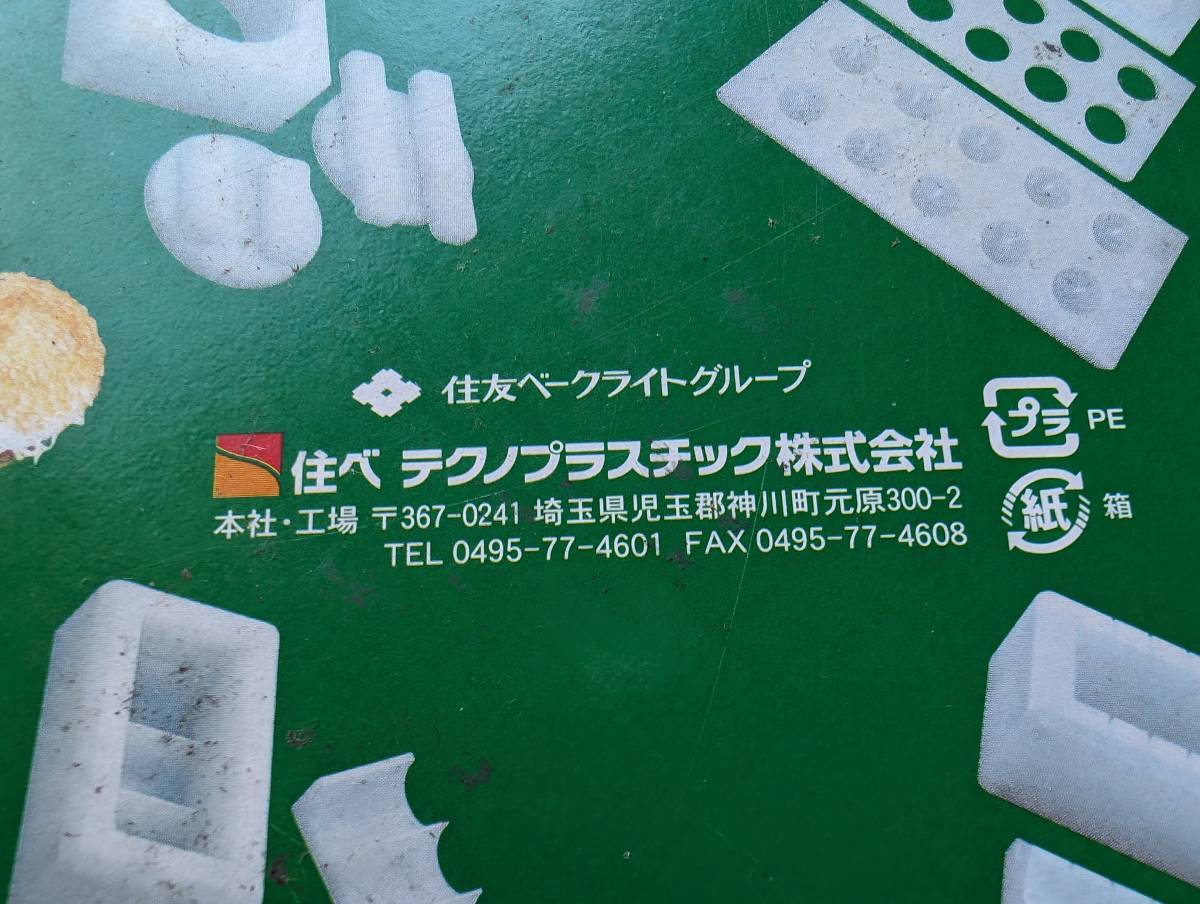 住友ベークライトグループ
住べ テクノプラスチック株式会社
本社・工場 〒367-0241 埼玉県児玉郡神川町元原300-2
TEL 0495-77-4601 FAX 0495-77-4608
プラ PE
紙 箱